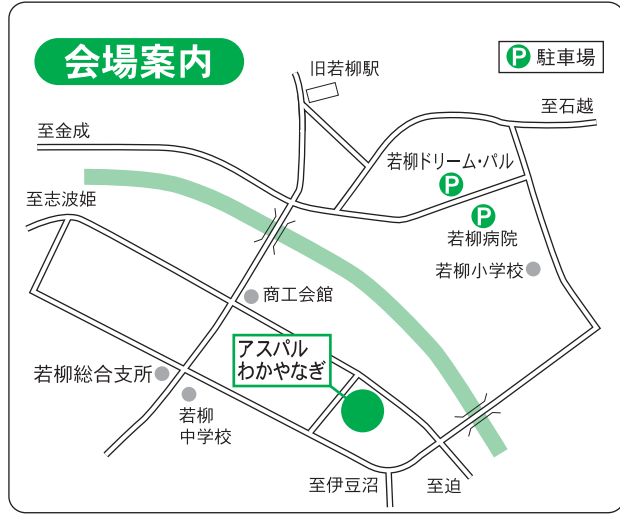 会場案内
P 駐車場
旧若柳駅
至石越
至金成
若柳ドリーム・パル
P
至志波姫
P
若柳病院
若柳小学校
商工会館
アスパル
わかやなぎ
若柳総合支所
若柳
中学校
至伊豆沼
至迫